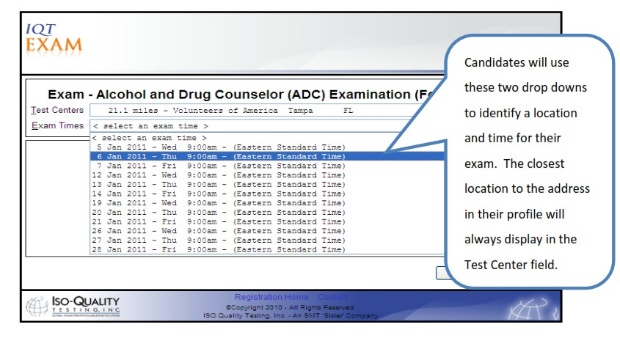 IQT
EXAM
Exam - Alcohol and Drug Counselor (ADC) Examination (Fe
Test Centers 21.1 miles - Volunteers of America Tampa FL
Exam Times < select an exam time >
< select an exam time >
5 Jan 2011 - Wed 9:00am - (Eastern Standard Time)
6 Jan 2011 - Thu 9:00am - (Eastern Standard Time)
7 Jan 2011 - Fri 9:00am - (Eastern Standard Time)
12 Jan 2011 - Wed 9:00am - (Eastern Standard Time)
13 Jan 2011 - Thu 9:00am - (Eastern Standard Time)
14 Jan 2011 - Fri 9:00am - (Eastern Standard Time)
19 Jan 2011 - Wed 9:00am - (Eastern Standard Time)
20 Jan 2011 - Thu 9:00am - (Eastern Standard Time)
21 Jan 2011 - Fri 9:00am - (Eastern Standard Time)
26 Jan 2011 - Wed 9:00am - (Eastern Standard Time)
27 Jan 2011 - Thu 9:00am - (Eastern Standard Time)
28 Jan 2011 - Fri 9:00am - (Eastern Standard Time)
Candidates will use
these two drop downs
to identify a location
and time for their
exam. The closest
location to the address
in their profile will
always display in the
Test Center field.
ISO-QUALITY
TESTING, INC
Registration Home Contact
©Copyright 2010 - All Rights Reserved
ISO Quality Testing, Inc - An SMT 'Sister' Company